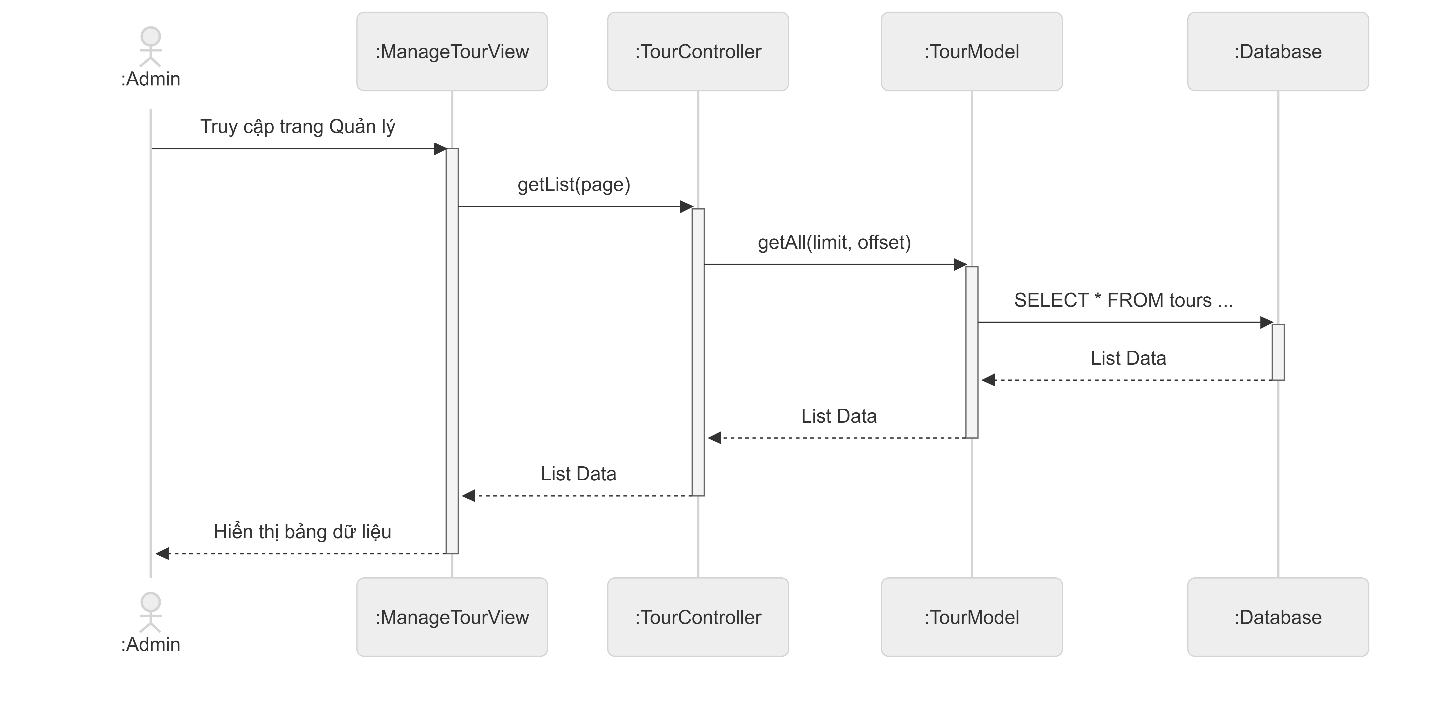 :Admin
:ManageTourView
:TourController
:TourModel
:Database
Truy cập trang Quản lý
getList(page)
getAll(limit, offset)
SELECT * FROM tours ...
List Data
List Data
List Data
Hiển thị bảng dữ liệu
:Admin
:ManageTourView
:TourController
:TourModel
:Database